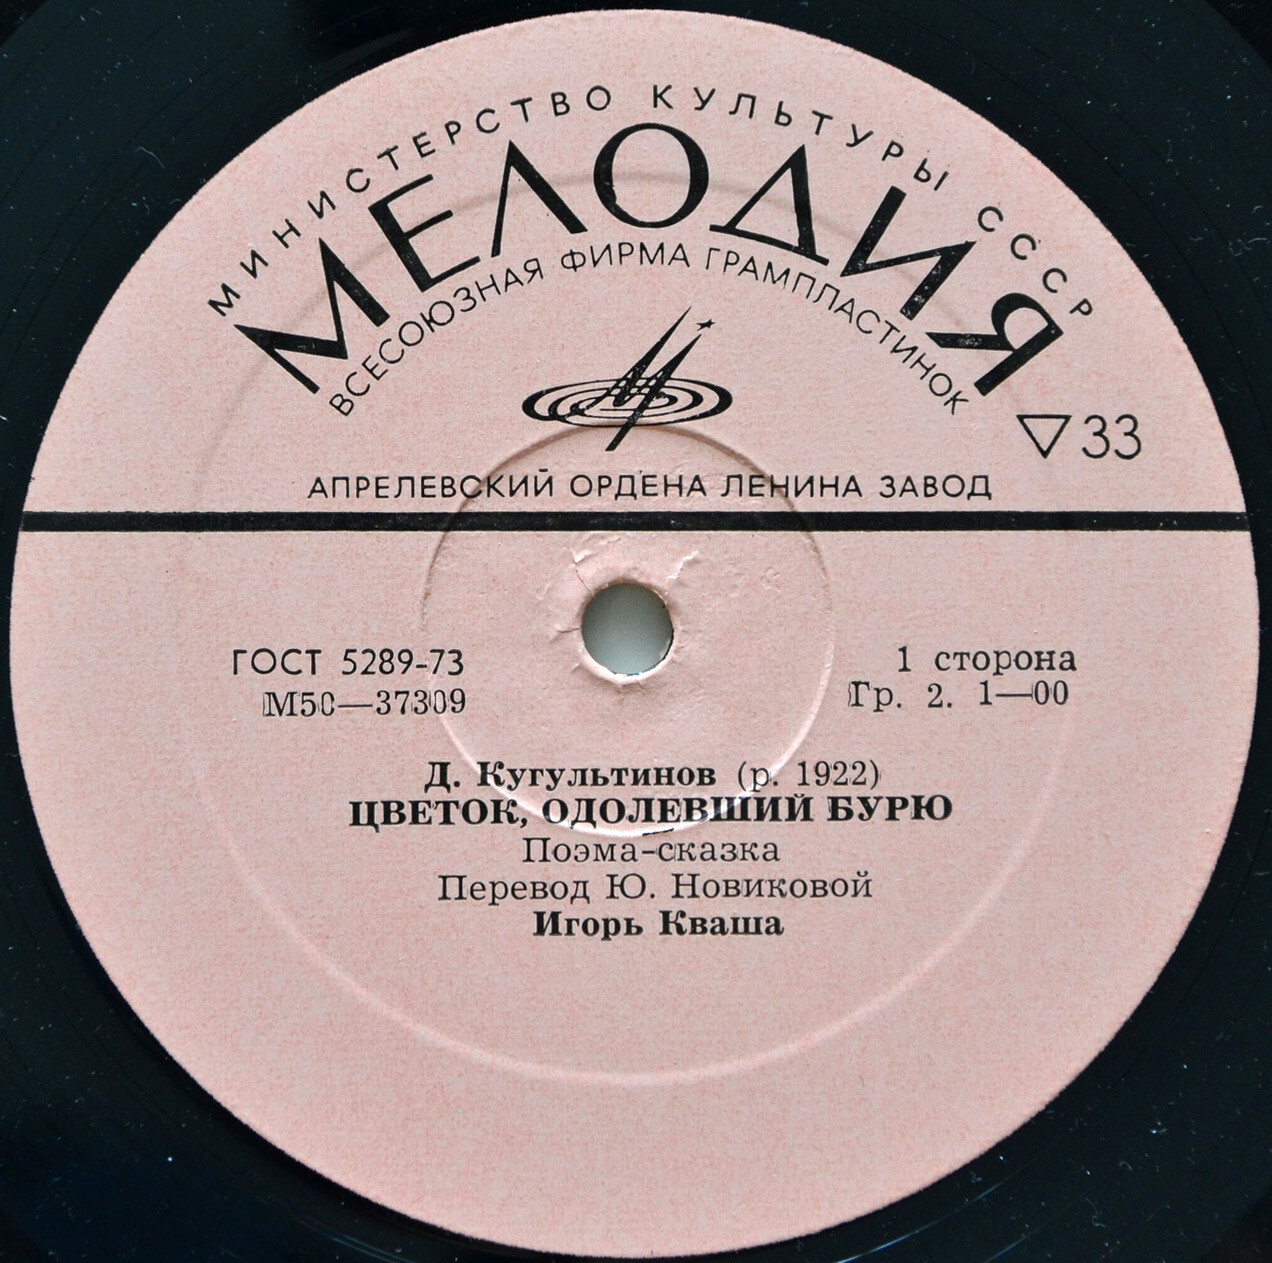 МИНИСТЕРСТВО КУЛЬТУРЫ СССР
МЕЛОДИЯ
ВСЕСОЮЗНАЯ ФИРМА ГРАМПЛАСТИНОК
33
АПРЕЛЕВСКИЙ ОРДЕНА ЛЕНИНА ЗАВОД
ГОСТ 5289-73
М50—37309
1 сторона
Гр. 2. 1—00
Д. Кугультинов (р. 1922)
ЦВЕТОК, ОДОЛЕВШИЙ БУРЮ
Поэма-сказка
Перевод Ю. Новиковой
Игорь Кваша